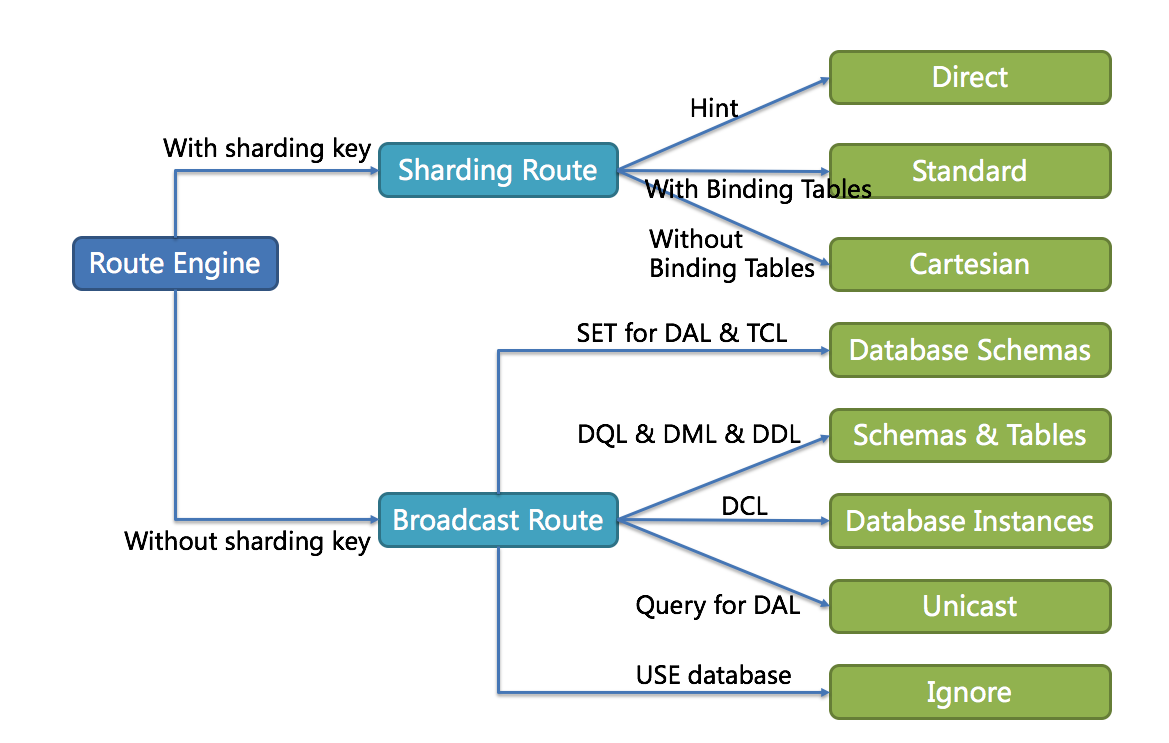 Direct
Hint
With sharding key
Sharding Route
Standard
With Binding Tables
Without
Binding Tables
Cartesian
Route Engine
SET for DAL & TCL
Database Schemas
DQL & DML & DDL
Schemas & Tables
DCL
Broadcast Route
Database Instances
Without sharding key
Query for DAL
Unicast
USE database
Ignore